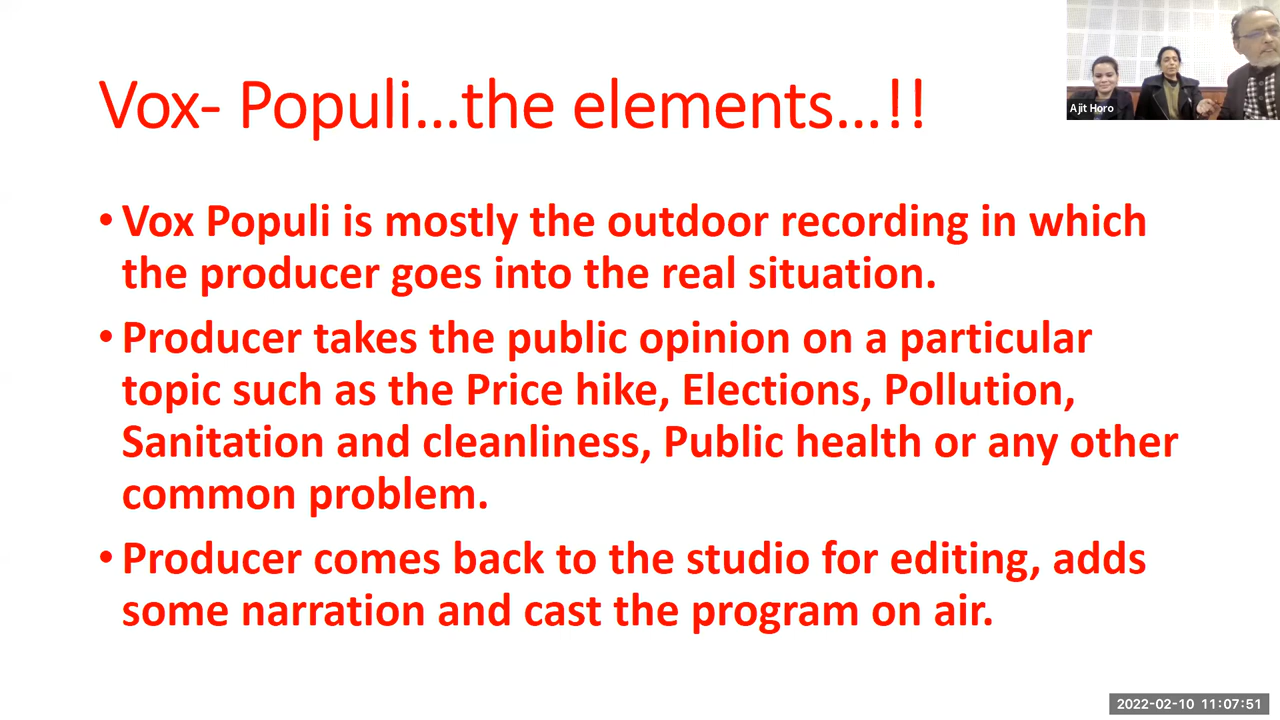 Vox- Populi...the elements...!!
Ajit Horo
• Vox Populi is mostly the outdoor recording in which
the producer goes into the real situation.
• Producer takes the public opinion on a particular
topic such as the Price hike, Elections, Pollution,
Sanitation and cleanliness, Public health or any other
common problem.
• Producer comes back to the studio for editing, adds
some narration and cast the program on air.
2022-02-10 11:07:51